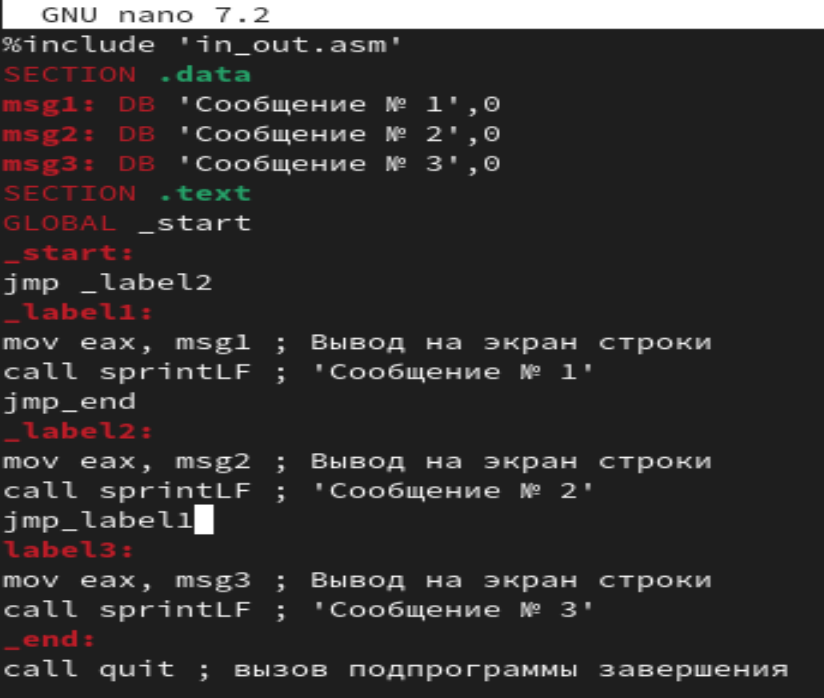 GNU nano 7.2
%include 'in_out.asm'
SECTION .data
msg1: DB 'Сообщение № 1',0
msg2: DB 'Сообщение № 2',0
msg3: DB 'Сообщение № 3',0
SECTION .text
GLOBAL _start
_start:
jmp _label2
_label1:
mov eax, msg1 ; Вывод на экран строки
call sprintLF ; 'Сообщение № 1'
jmp_end
_label2:
mov eax, msg2 ; Вывод на экран строки
call sprintLF ; 'Сообщение № 2'
jmp_label1
label3:
mov eax, msg3 ; Вывод на экран строки
call sprintLF ; 'Сообщение № 3'
_end:
call quit ; вызов подпрограммы завершения